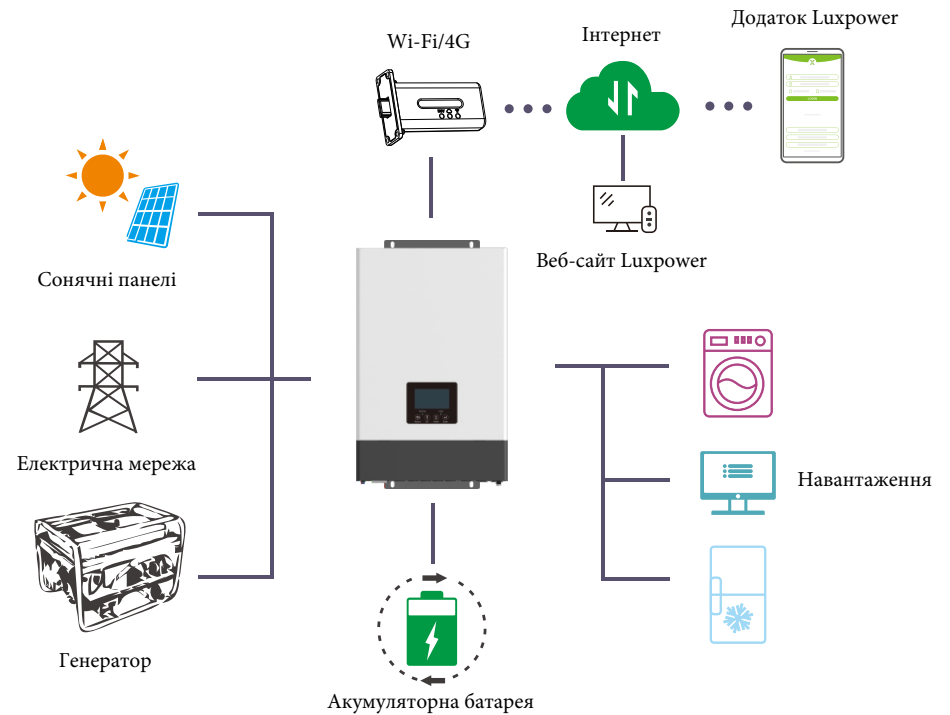 Додаток Luxpower
Інтернет
Wi-Fi/4G
Веб-сайт Luxpower
Сонячні панелі
Електрична мережа
Навантаження
Генератор
Акумуляторна батарея